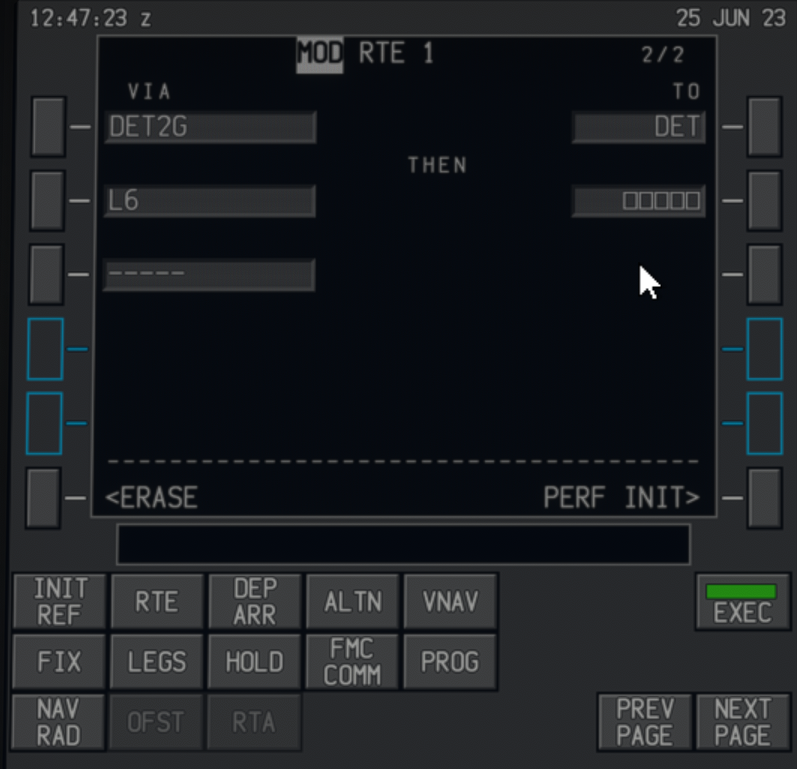 12:47:23 z 25 JUN 23
MOD RTE 1 2/2
VIA TO
DET2G DET
THEN
L6 □□□□□
-----
<ERASE PERF INIT>
INIT REF RTE DEP ARR ALTN VNAV EXEC
FIX LEGS HOLD FMC COMM PROG
NAV RAD OFST RTA PREV PAGE NEXT PAGE